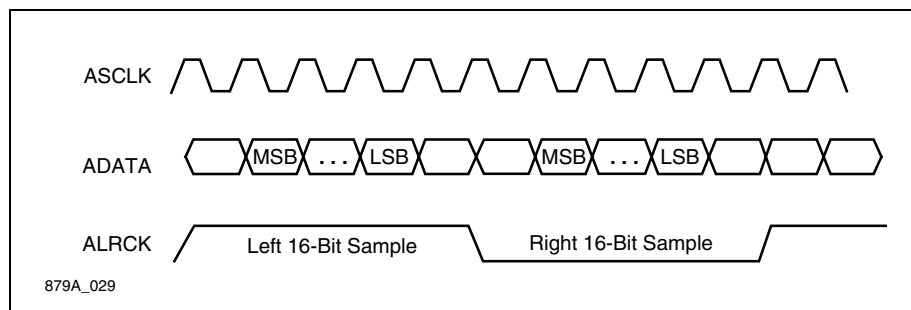 ASCLK
ADATA MSB ... LSB MSB ... LSB
ALRCK Left 16-Bit Sample Right 16-Bit Sample
879A_029